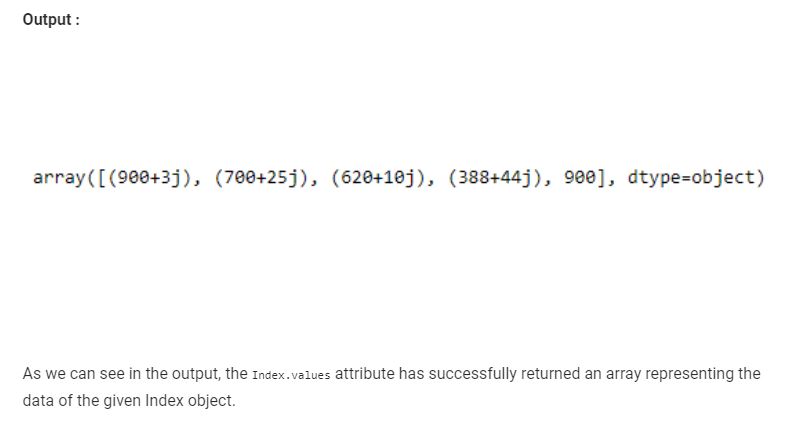 Output :
array([(900+3j), (700+25j), (620+10j), (388+44j), 900], dtype=object)
As we can see in the output, the Index.values attribute has successfully returned an array representing the
data of the given Index object.